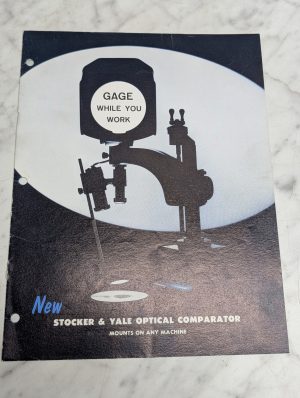 GAGE
WHILE YOU
WORK
New
STOCKER & YALE OPTICAL COMPARATOR
MOUNTS ON ANY MACHINE